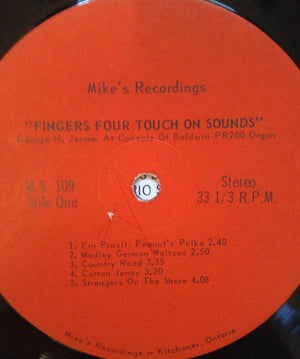 Mike's Recordings
"FINGERS FOUR TOUCH ON SOUNDS"
George H. Jenner At Console Of Baldwin PR200 Organ
M.S. 109
Side One
Stereo
33 1/3 R.P.M.
1. Ein Prosit, Peanut's Polka 2.40
2. Medley German Waltzes 2.50
3. Country Road 3.35
4. Cotton Jenny 3.20
5. Strangers On The Shore 4.08
Mike's Recordings — Kitchener, Ontario